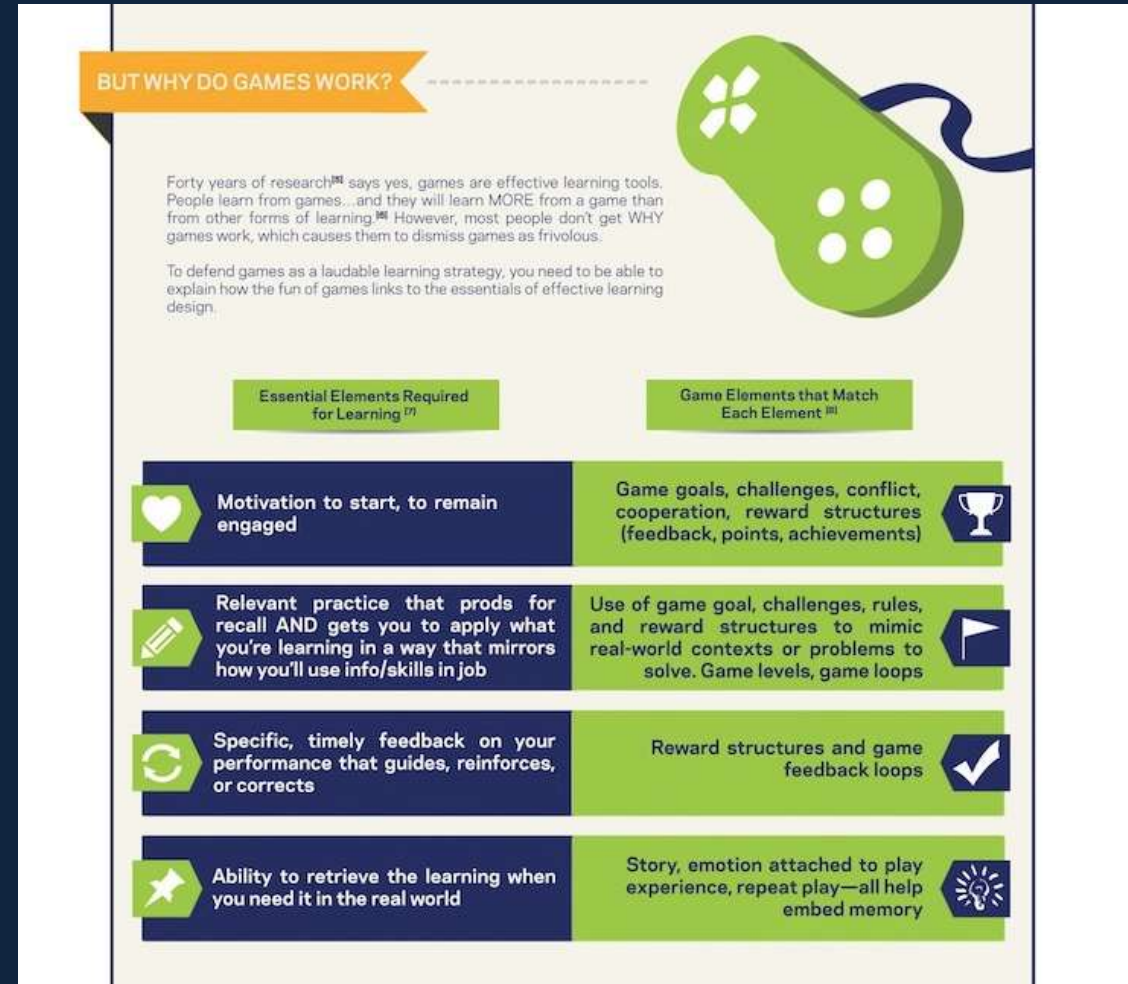 BUT WHY DO GAMES WORK?
Forty years of research[5] says yes, games are effective learning tools.
People learn from games...and they will learn MORE from a game than
from other forms of learning.[6] However, most people don't get WHY
games work, which causes them to dismiss games as frivolous.
To defend games as a laudable learning strategy, you need to be able to
explain how the fun of games links to the essentials of effective learning
design.
Essential Elements Required
for Learning [7]
Game Elements that Match
Each Element [8]
Motivation to start, to remain
engaged
Game goals, challenges, conflict,
cooperation, reward structures
(feedback, points, achievements)
Relevant practice that prods for
recall AND gets you to apply what
you're learning in a way that mirrors
how you'll use info/skills in job
Use of game goal, challenges, rules,
and reward structures to mimic
real-world contexts or problems to
solve. Game levels, game loops
Specific, timely feedback on your
performance that guides, reinforces,
or corrects
Reward structures and game
feedback loops
Ability to retrieve the learning when
you need it in the real world
Story, emotion attached to play
experience, repeat play—all help
embed memory